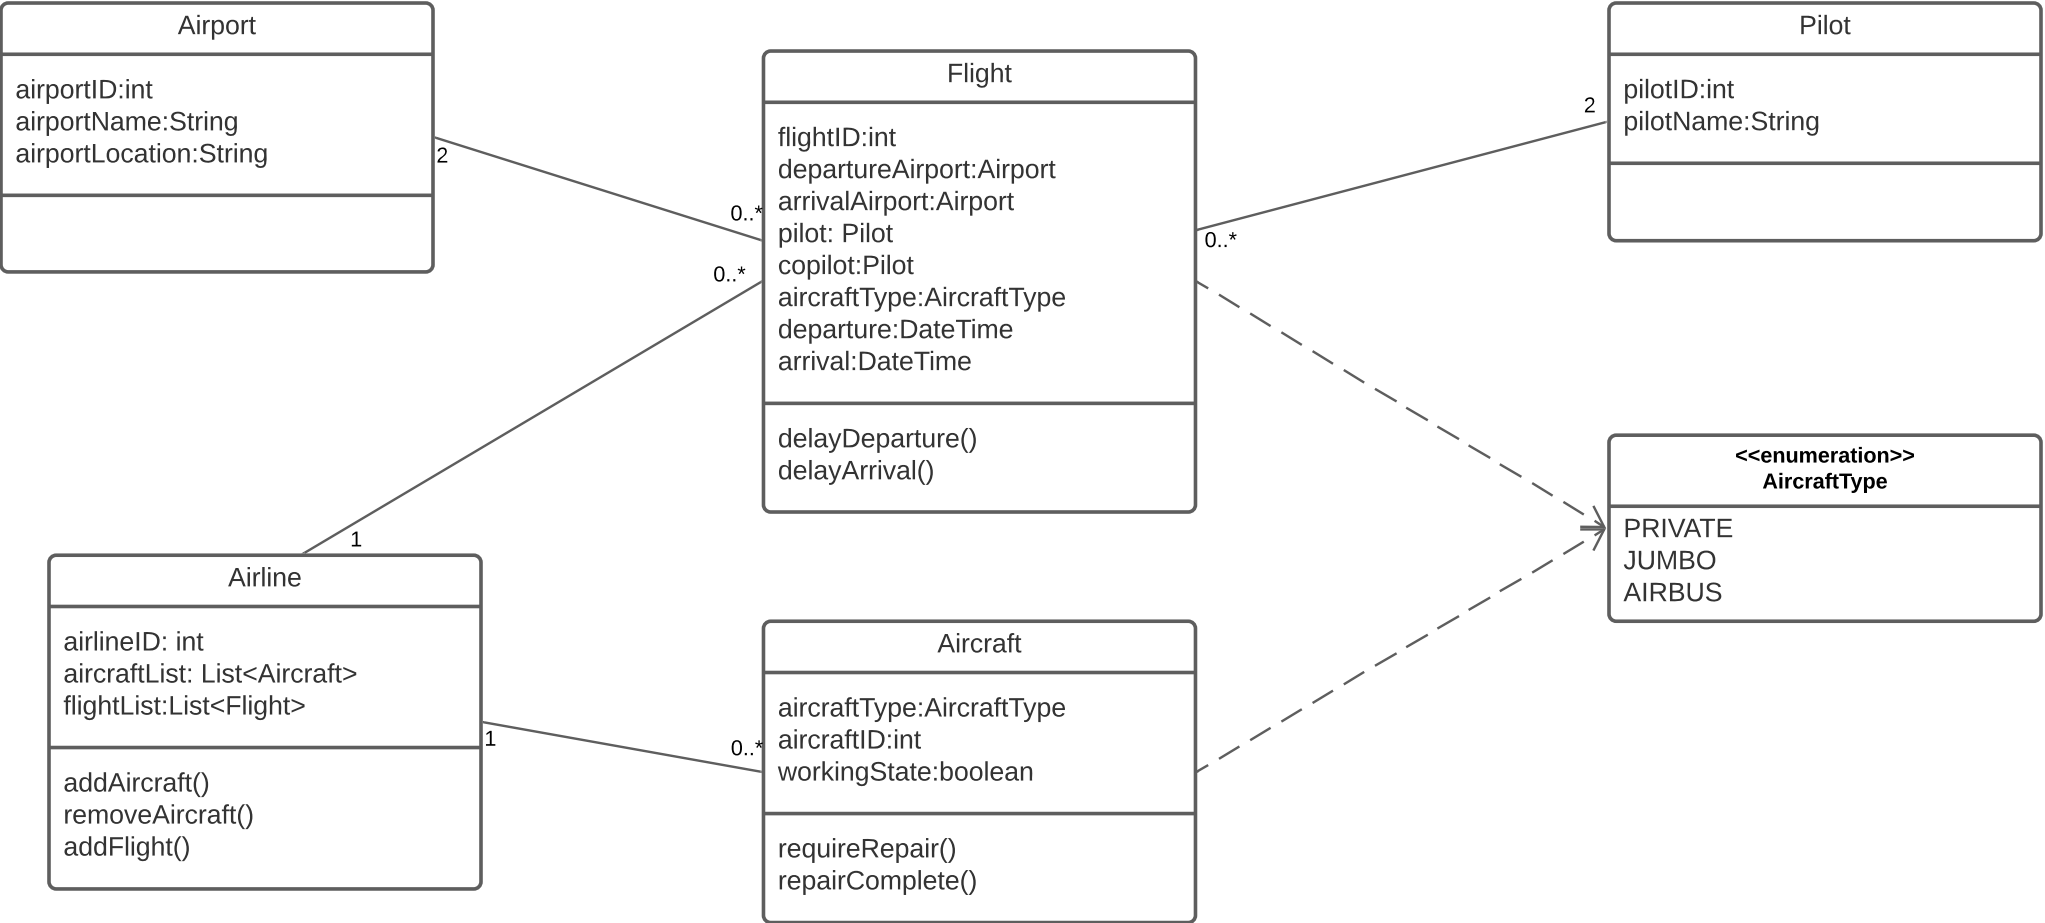 Airport
airportID:int
airportName:String
airportLocation:String
2
0..*
Flight
flightID:int
departureAirport:Airport
arrivalAirport:Airport
pilot: Pilot
copilot:Pilot
aircraftType:AircraftType
departure:DateTime
arrival:DateTime
delayDeparture()
delayArrival()
2
0..*
Pilot
pilotID:int
pilotName:String
0..*
1
<<enumeration>>
AircraftType
PRIVATE
JUMBO
AIRBUS
Airline
airlineID: int
aircraftList: List<Aircraft>
flightList:List<Flight>
addAircraft()
removeAircraft()
addFlight()
1
0..*
Aircraft
aircraftType:AircraftType
aircraftID:int
workingState:boolean
requireRepair()
repairComplete()